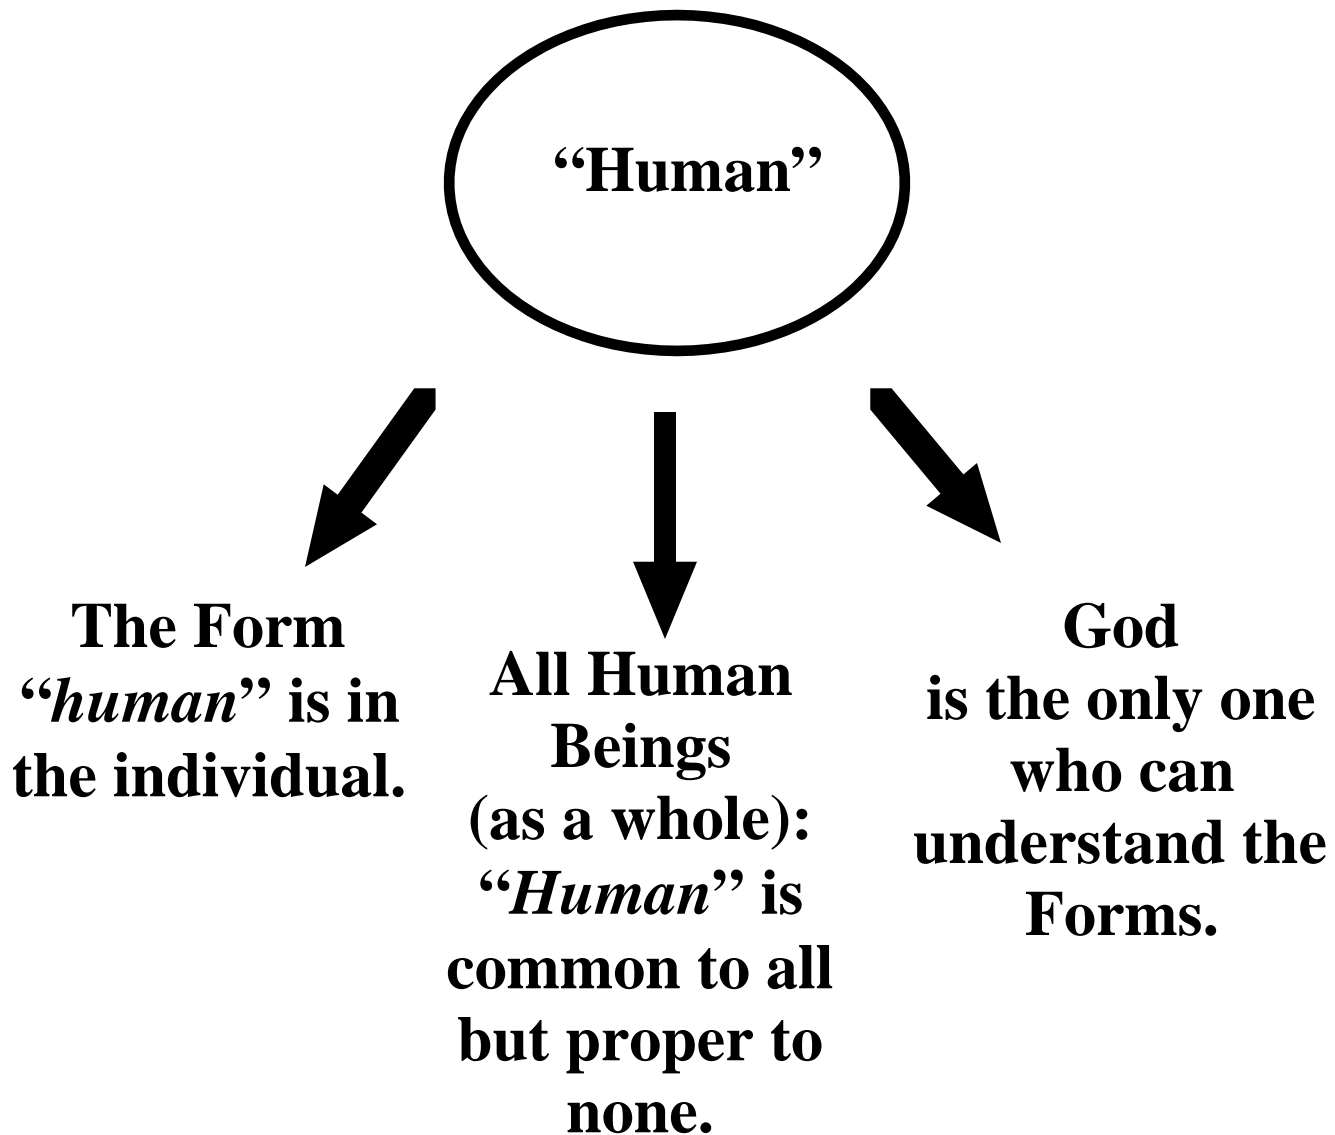 “Human”
The Form
“human” is in
the individual.
All Human
Beings
(as a whole):
“Human” is
common to all
but proper to
none.
God
is the only one
who can
understand the
Forms.